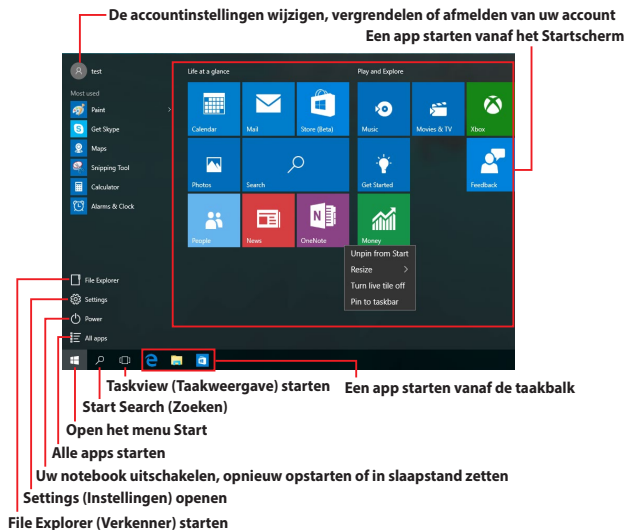 De accountinstellingen wijzigen, vergrendelen of afmelden van uw account
Een app starten vanaf het Startscherm
test
Most used
Paint
Get Skype
Maps
Snipping Tool
Calculator
Alarms & Clock
File Explorer
Settings
Power
All apps
Life at a glance
Play and Explore
Calendar
Mail
Store (Beta)
Music
Movies & TV
Xbox
Photos
Search
Get Started
Feedback
People
News
OneNote
Money
Unpin from Start
Resize
Turn live tile off
Pin to taskbar
Taskview (Taakweergave) starten
Een app starten vanaf de taakbalk
Start Search (Zoeken)
Open het menu Start
Alle apps starten
Uw notebook uitschakelen, opnieuw opstarten of in slaapstand zetten
Settings (Instellingen) openen
File Explorer (Verkenner) starten